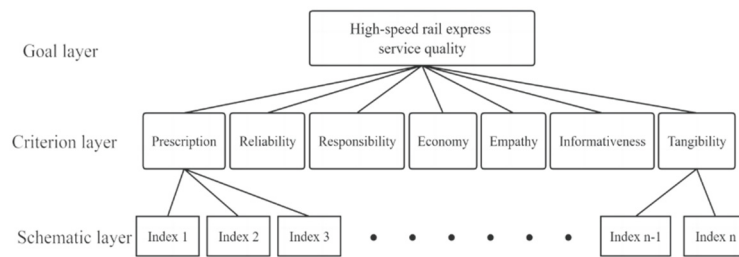 High-speed rail express
service quality
Goal layer
Criterion layer
Prescription
Reliability
Responsibility
Economy
Empathy
Informativeness
Tangibility
Schematic layer
Index 1
Index 2
Index 3
Index n-1
Index n